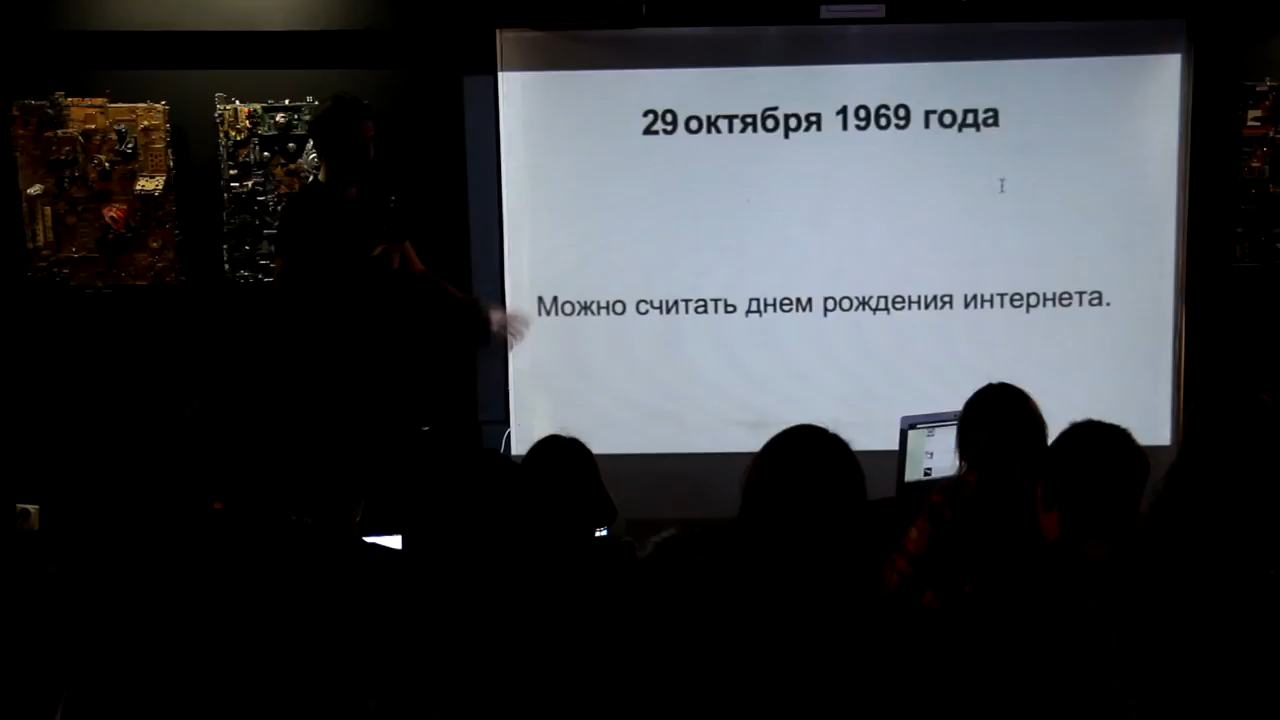 29 октября 1969 года
Можно считать днем рождения интернета.